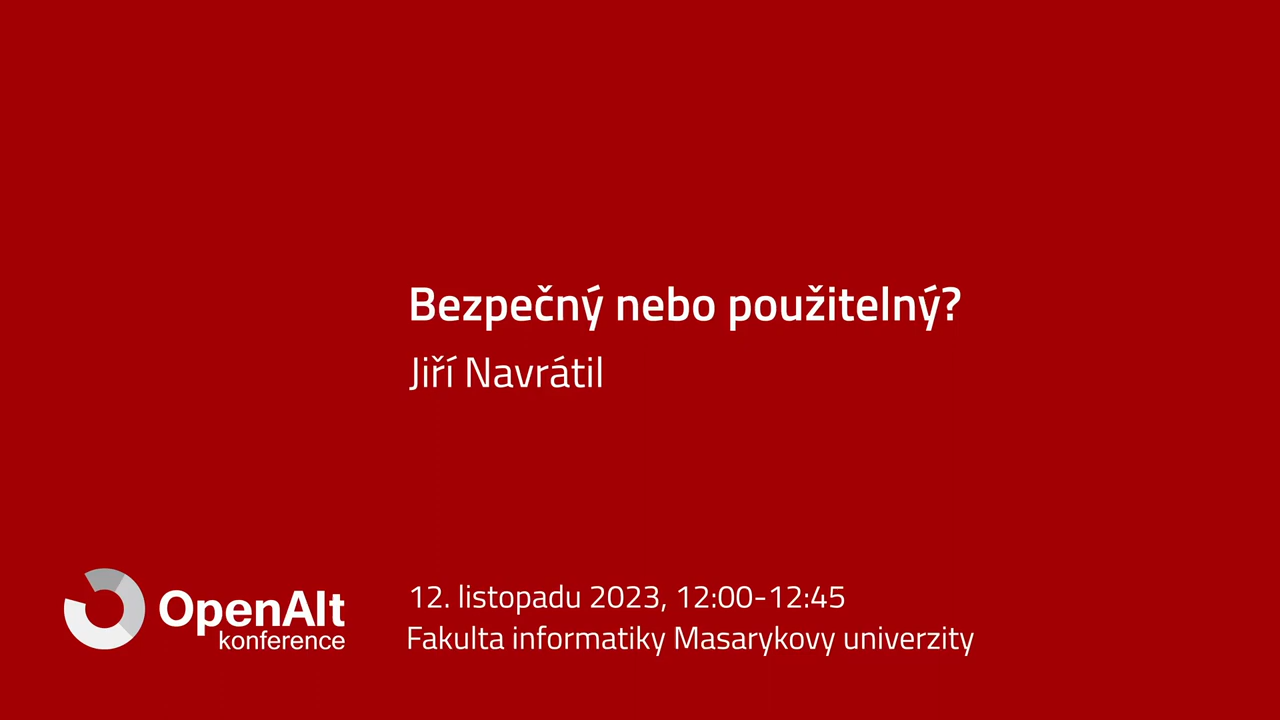 Bezpečný nebo použitelný?
Jiří Navrátil
OpenAlt
konference
12. listopadu 2023, 12:00-12:45
Fakulta informatiky Masarykovy univerzity